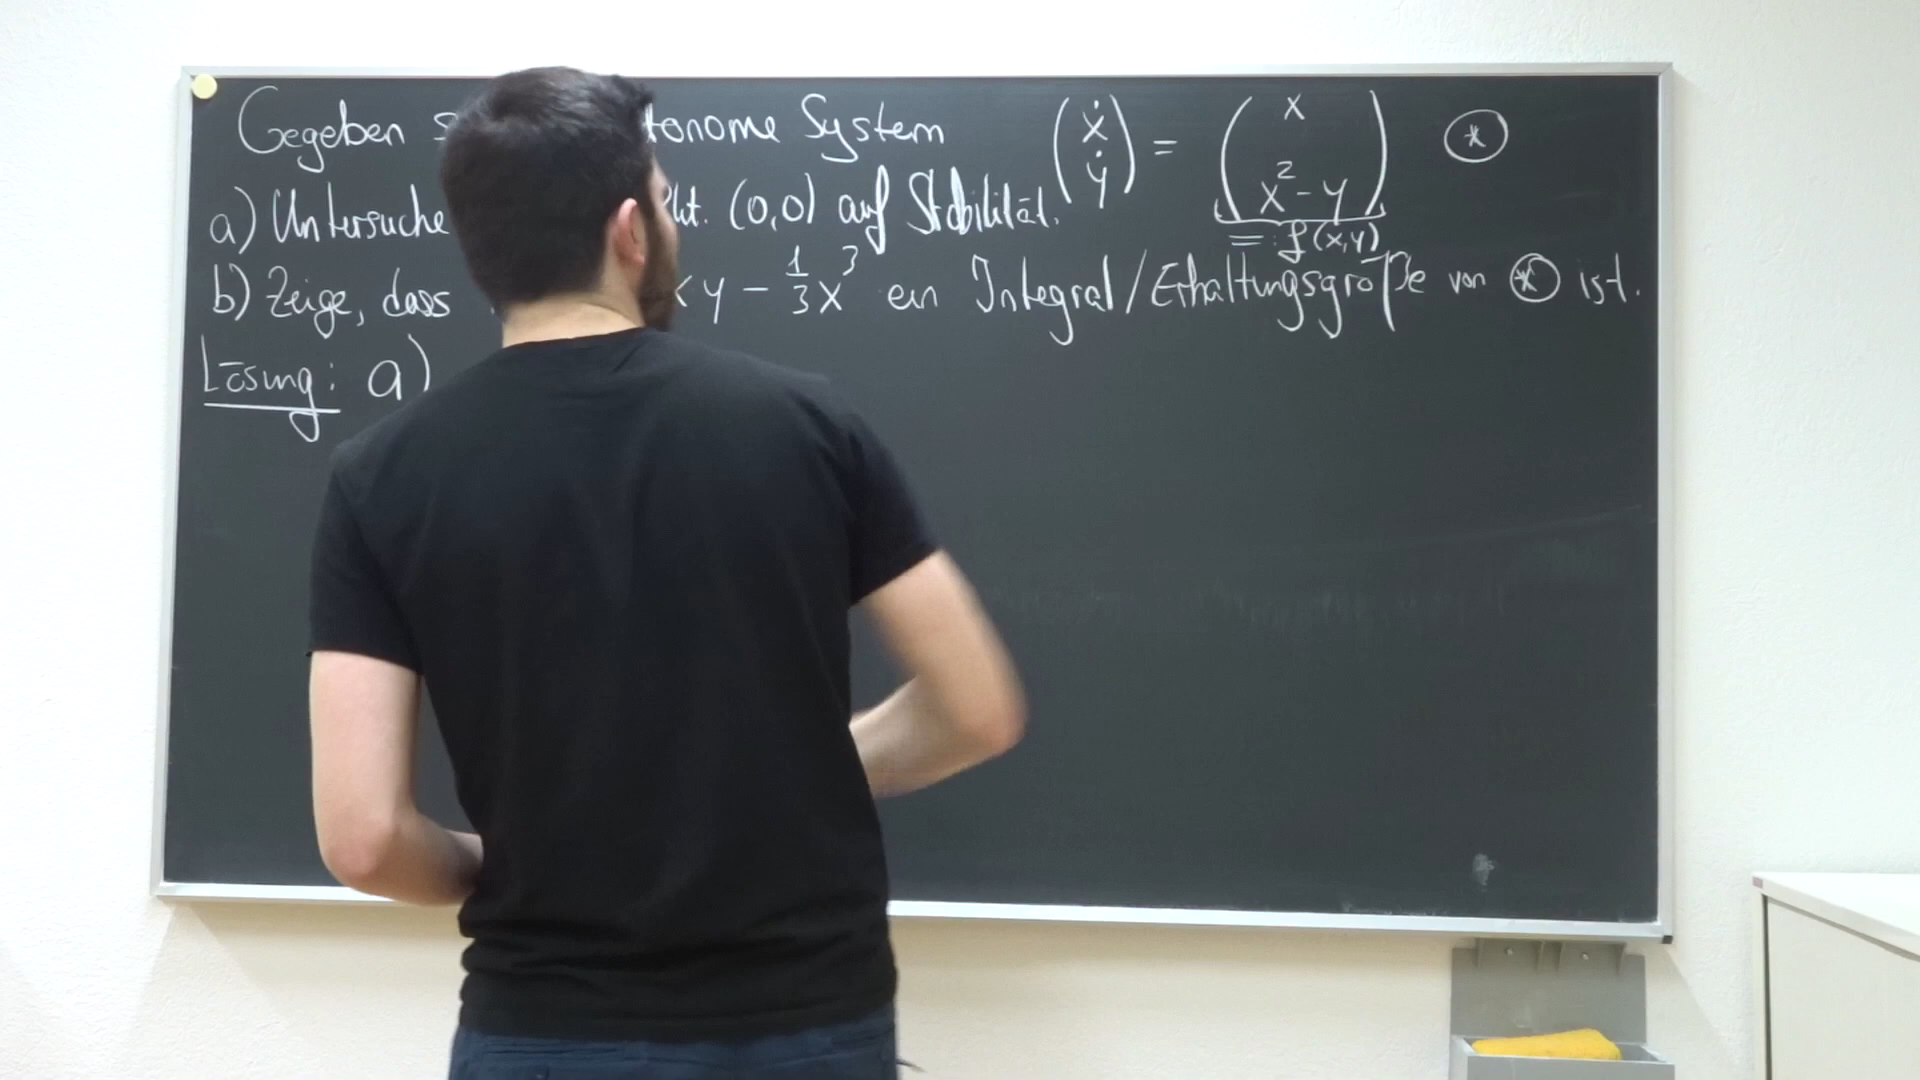 Gegeben tonome System (ẋ ẏ) = (x x² - y) ⊛
a) Untersuche Pkt. (0,0) auf Stabilität. =: f(x,y)
b) Zeige, dass xy - 1/3 x³ ein Integral/Erhaltungsgröße von ⊛ ist.
Lösung: a)